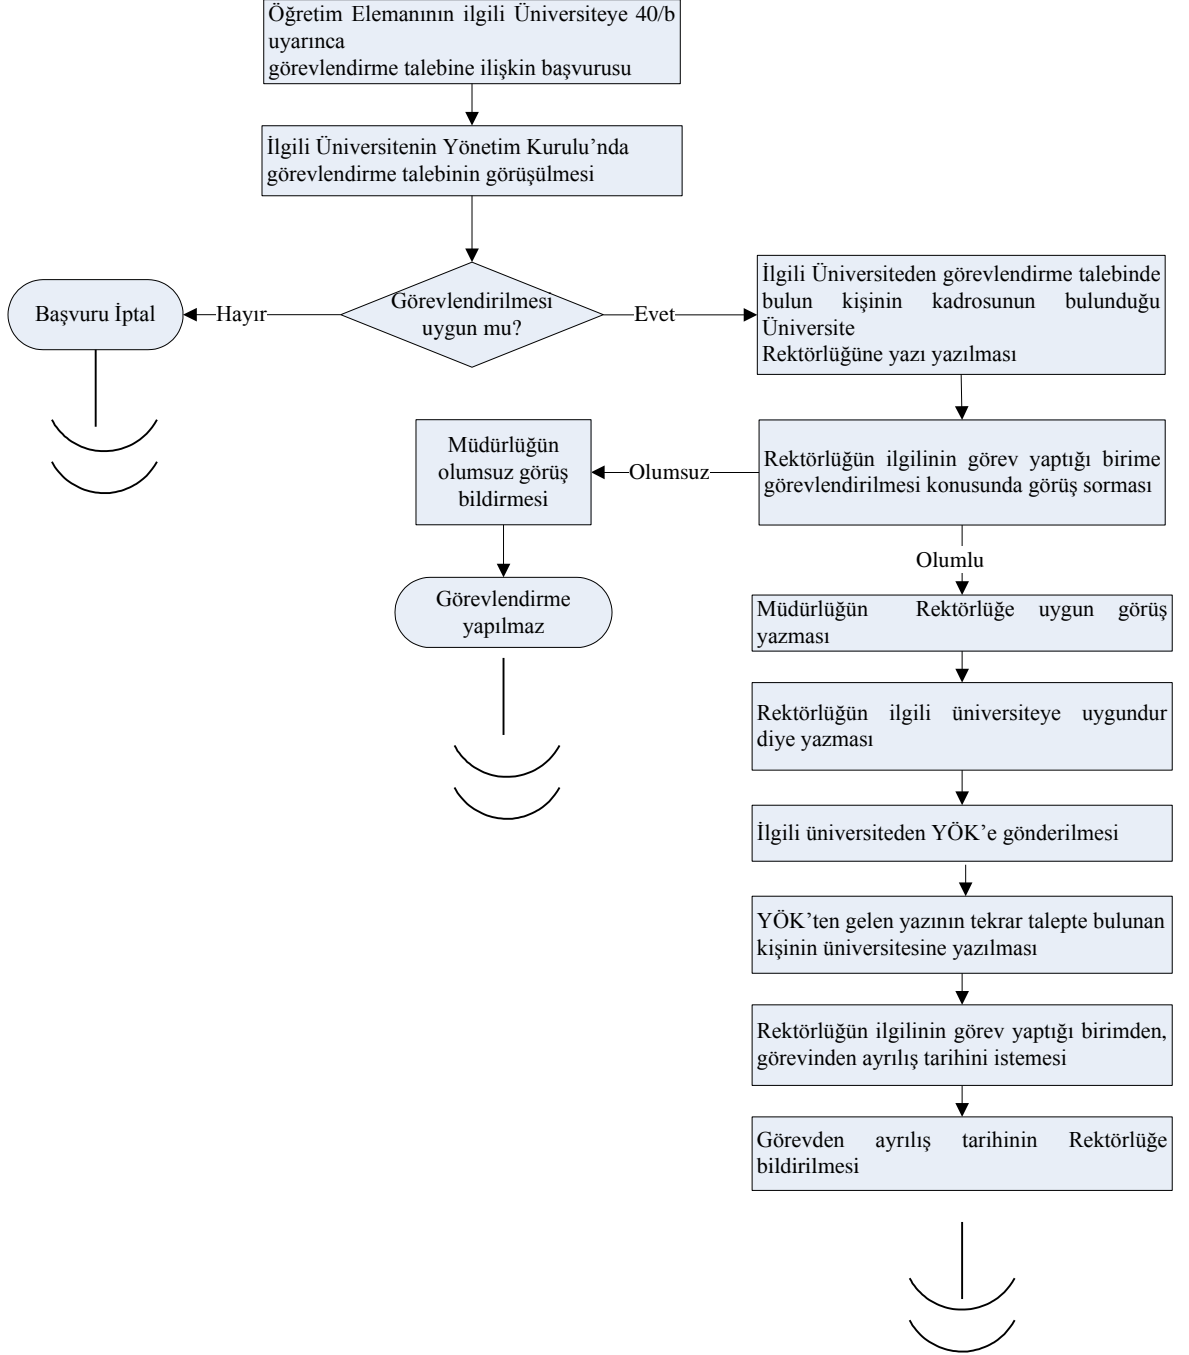 Öğretim Elemanının ilgili Üniversiteye 40/b
uyarınca
görevlendirme talebine ilişkin başvurusu
İlgili Üniversitenin Yönetim Kurulu’nda
görevlendirme talebinin görüşülmesi
Görevlendirilmesi
uygun mu?
Hayır
Başvuru İptal
Evet
İlgili Üniversiteden görevlendirme talebinde
bulun kişinin kadrosunun bulunduğu
Üniversite
Rektörlüğüne yazı yazılması
Rektörlüğün ilgilinin görev yaptığı birime
görevlendirilmesi konusunda görüş sorması
Olumsuz
Müdürlüğün
olumsuz görüş
bildirmesi
Görevlendirme
yapılmaz
Olumlu
Müdürlüğün Rektörlüğe uygun görüş
yazması
Rektörlüğün ilgili üniversiteye uygundur
diye yazması
İlgili üniversiteden YÖK’e gönderilmesi
YÖK’ten gelen yazının tekrar talepte bulunan
kişinin üniversitesine yazılması
Rektörlüğün ilgilinin görev yaptığı birimden,
görevinden ayrılış tarihini istemesi
Görevden ayrılış tarihinin Rektörlüğe
bildirilmesi